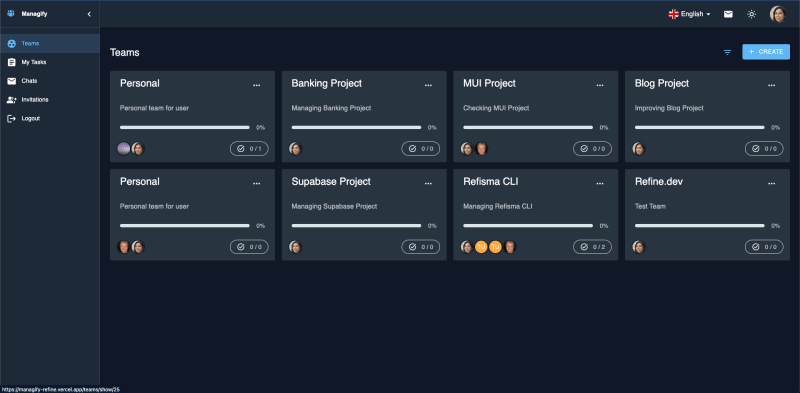 Managify
English
Teams
My Tasks
Chats
Invitations
Logout
Teams
+ CREATE
Personal
...
Personal team for user
0%
0 / 1
Banking Project
...
Managing Banking Project
0%
0 / 0
MUI Project
...
Checking MUI Project
0%
0 / 0
Blog Project
...
Improving Blog Project
0%
0 / 0
Personal
...
Personal team for user
0%
0 / 0
Supabase Project
...
Managing Supabase Project
0%
0 / 0
Refisma CLI
...
Managing Refisma CLI
0%
TU TU
0 / 2
Refine.dev
...
Test Team
0%
0 / 0
https://managify-refine.vercel.app/teams/show/25